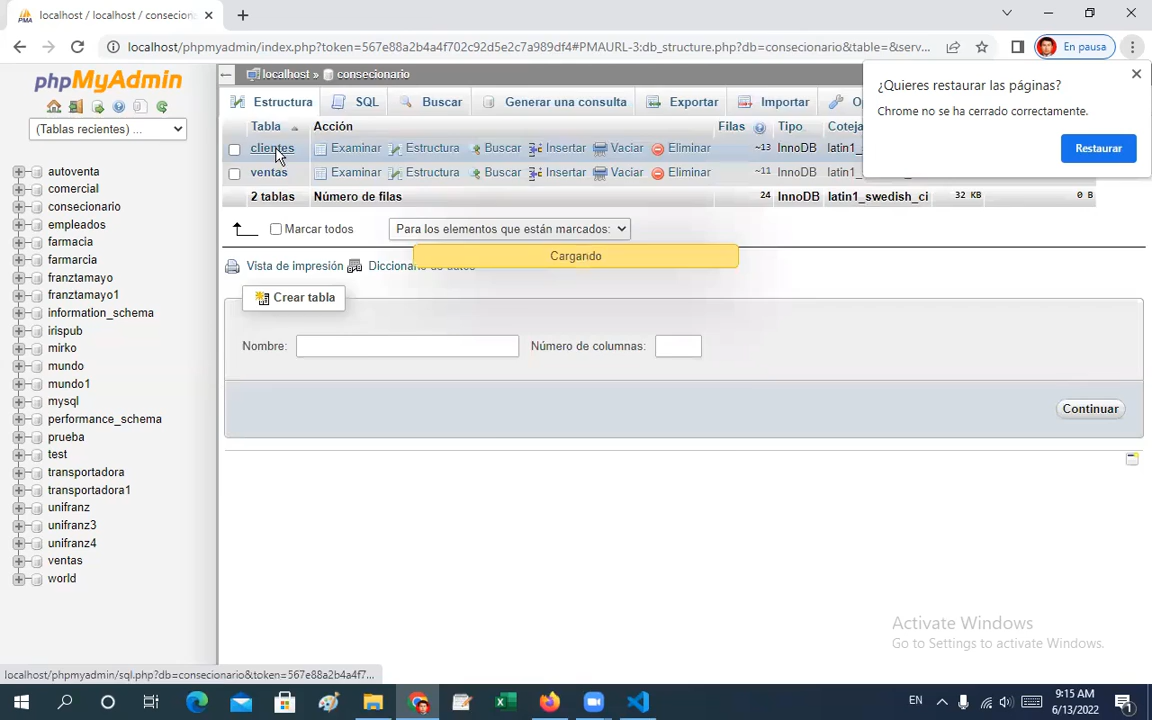 localhost / localhost / consecion
localhost/phpmyadmin/index.php?token=567e88a2b4a4f702c92d5e2c7a989df4#PMAURL-3:db_structure.php?db=consecionario&table=&serv...
En pausa
phpMyAdmin
(Tablas recientes) ...
autoventa
comercial
consecionario
empleados
farmacia
farmarcia
franztamayo
franztamayo1
information_schema
irispub
mirko
mundo
mundo1
mysql
performance_schema
prueba
test
transportadora
transportadora1
unifranz
unifranz3
unifranz4
ventas
world
localhost » consecionario
Estructura SQL Buscar Generar una consulta Exportar Importar
Tabla Acción Filas Tipo Coteja
clientes Examinar Estructura Buscar Insertar Vaciar Eliminar ~13 InnoDB latin1_
ventas Examinar Estructura Buscar Insertar Vaciar Eliminar ~11 InnoDB latin1_
2 tablas Número de filas 24 InnoDB latin1_swedish_ci 32 KB 0 B
Marcar todos Para los elementos que están marcados:
Cargando
Vista de impresión
Crear tabla
Nombre: Número de columnas:
Continuar
¿Quieres restaurar las páginas?
Chrome no se ha cerrado correctamente.
Restaurar
Activate Windows
Go to Settings to activate Windows.
localhost/phpmyadmin/sql.php?db=consecionario&token=567e88a2b4a4f7...
EN
9:15 AM
6/13/2022
1